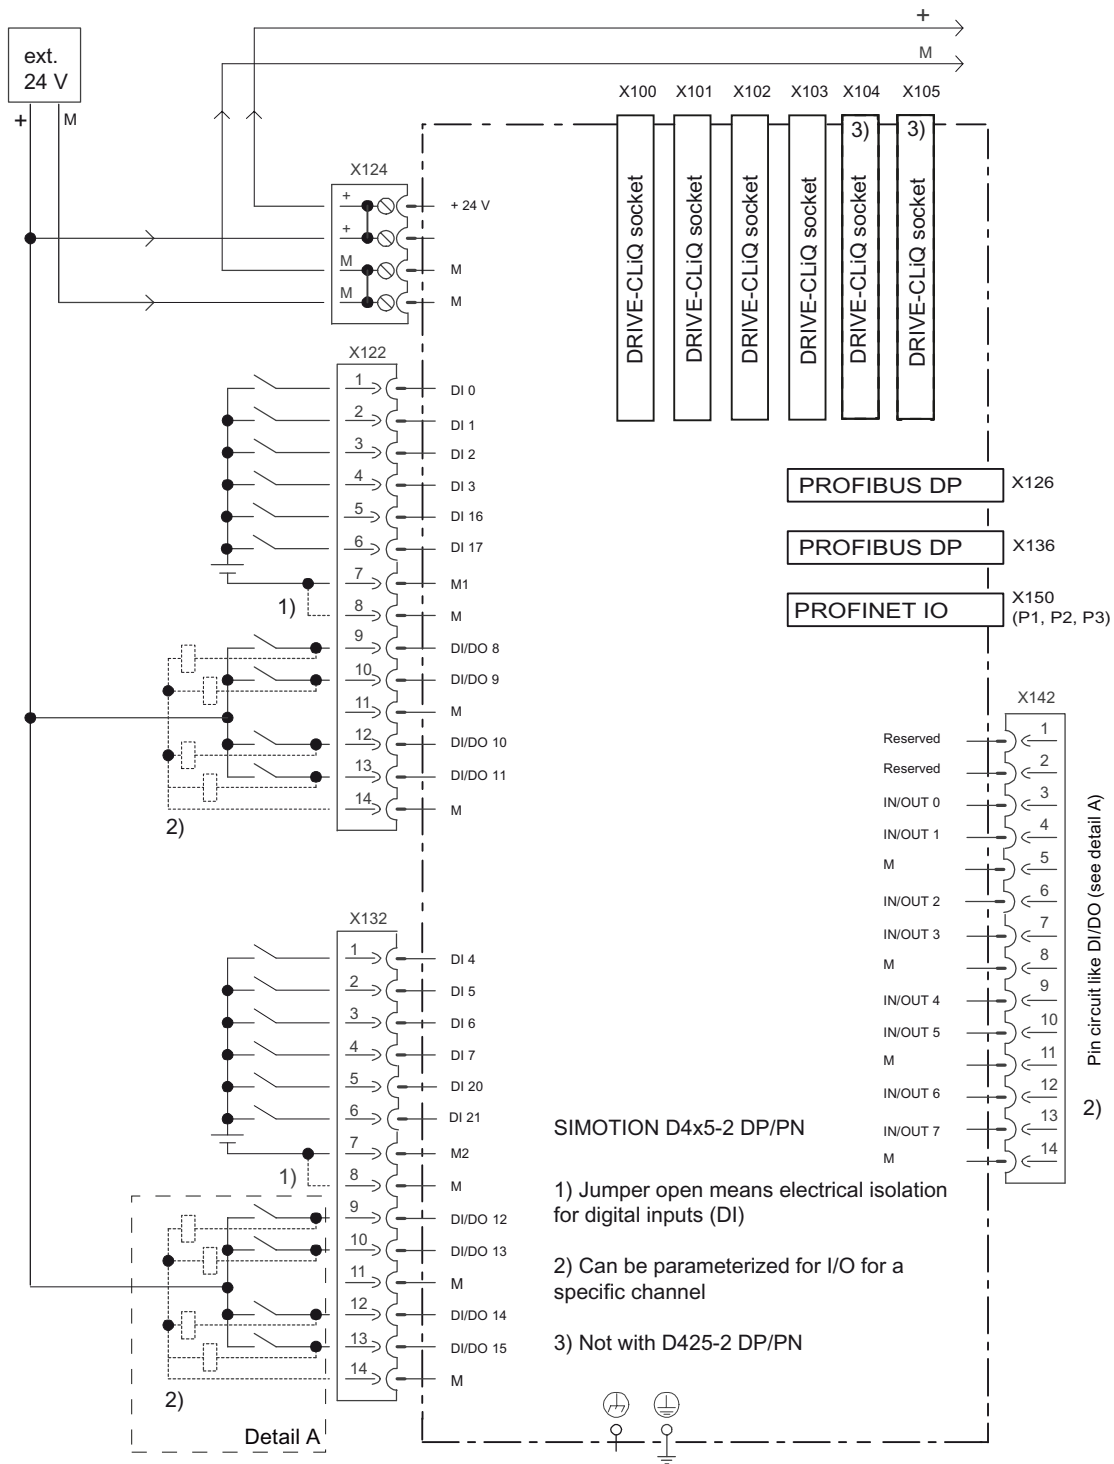 ext.
24 V
+
M
+
M
X124
+
+
M
M
+ 24 V
M
M
X100
X101
X102
X103
X104
X105
3)
3)
DRIVE-CLiQ socket
DRIVE-CLiQ socket
DRIVE-CLiQ socket
DRIVE-CLiQ socket
DRIVE-CLiQ socket
DRIVE-CLiQ socket
X122
1 DI 0
2 DI 1
3 DI 2
4 DI 3
5 DI 16
6 DI 17
7 M1
1)
8 M
9 DI/DO 8
10 DI/DO 9
11 M
12 DI/DO 10
13 DI/DO 11
14 M
2)
PROFIBUS DP X126
PROFIBUS DP X136
PROFINET IO X150
(P1, P2, P3)
X142
Reserved 1
Reserved 2
IN/OUT 0 3
IN/OUT 1 4
M 5
IN/OUT 2 6
IN/OUT 3 7
M 8
IN/OUT 4 9
IN/OUT 5 10
M 11
IN/OUT 6 12
IN/OUT 7 13
M 14
Pin circuit like DI/DO (see detail A)
2)
X132
1 DI 4
2 DI 5
3 DI 6
4 DI 7
5 DI 20
6 DI 21
7 M2
1)
8 M
9 DI/DO 12
10 DI/DO 13
11 M
12 DI/DO 14
13 DI/DO 15
14 M
2)
Detail A
SIMOTION D4x5-2 DP/PN
1) Jumper open means electrical isolation
for digital inputs (DI)
2) Can be parameterized for I/O for a
specific channel
3) Not with D425-2 DP/PN